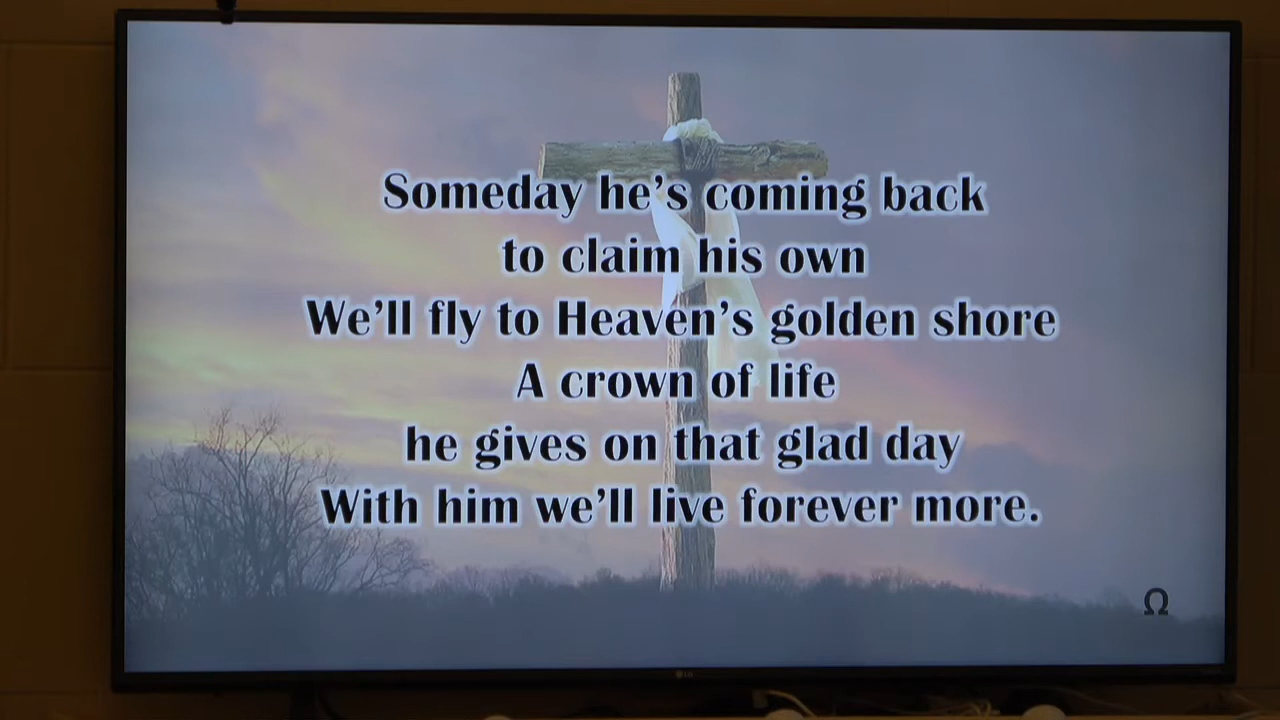 Someday he's coming back
to claim his own
We'll fly to Heaven's golden shore
A crown of life
he gives on that glad day
With him we'll live forever more.
Ω
LG